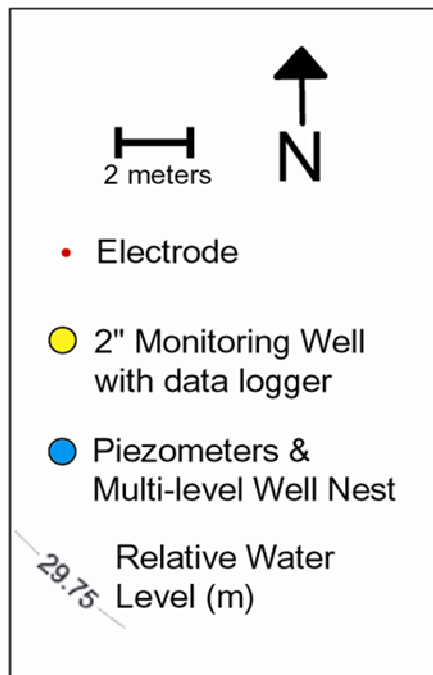 N
2 meters
Electrode
2" Monitoring Well
with data logger
Piezometers &
Multi-level Well Nest
29.75
Relative Water
Level (m)